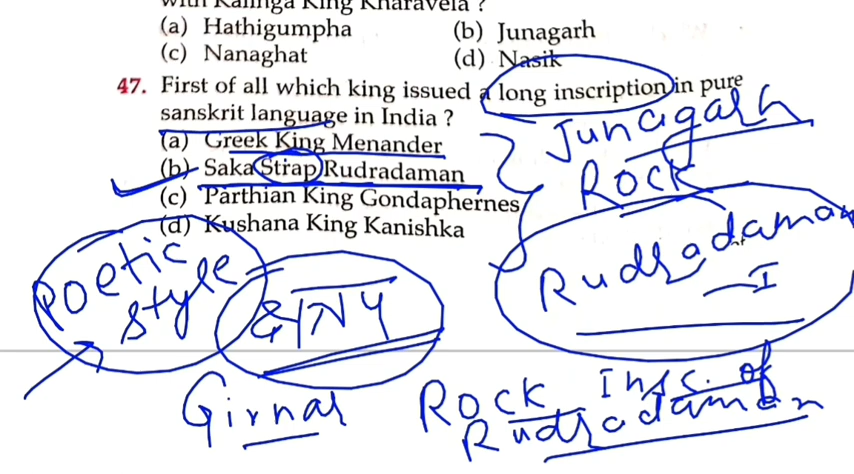 with Kalinga King Kharavela ?
(a) Hathigumpha (b) Junagarh
(c) Nanaghat (d) Nasik
47. First of all which king issued a long inscription in pure
sanskrit language in India ?
(a) Greek King Menander
(b) Saka Strap Rudradaman
(c) Parthian King Gondaphernes
(d) Kushana King Kanishka
Junagarh
Rock
Rudradaman
-I
Poetic
style
Girnar Rock Insc. of
Rudradaman